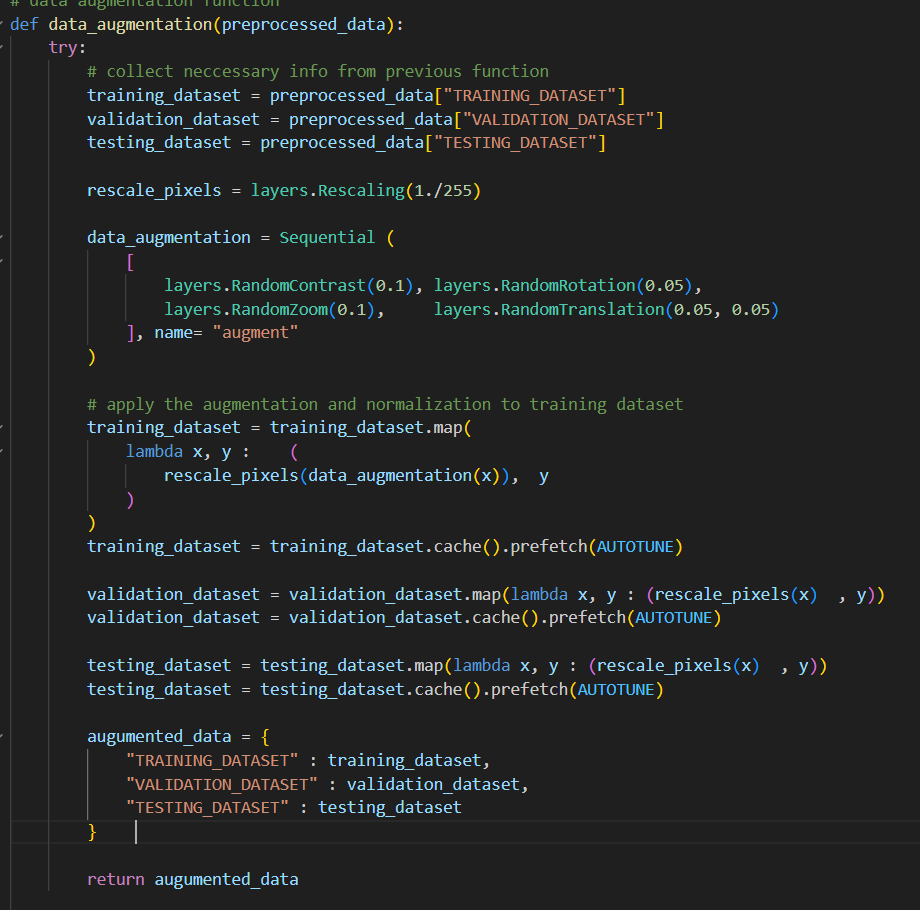 # data augmentation function
def data_augmentation(preprocessed_data):
    try:
        # collect neccessary info from previous function
        training_dataset = preprocessed_data["TRAINING_DATASET"]
        validation_dataset = preprocessed_data["VALIDATION_DATASET"]
        testing_dataset = preprocessed_data["TESTING_DATASET"]

        rescale_pixels = layers.Rescaling(1./255)

        data_augmentation = Sequential (
            [
                layers.RandomContrast(0.1), layers.RandomRotation(0.05),
                layers.RandomZoom(0.1),     layers.RandomTranslation(0.05, 0.05)
            ], name= "augment"
        )

        # apply the augmentation and normalization to training dataset
        training_dataset = training_dataset.map(
            lambda x, y :    (
                rescale_pixels(data_augmentation(x)),  y
            )
        )
        training_dataset = training_dataset.cache().prefetch(AUTOTUNE)

        validation_dataset = validation_dataset.map(lambda x, y : (rescale_pixels(x)  , y))
        validation_dataset = validation_dataset.cache().prefetch(AUTOTUNE)

        testing_dataset = testing_dataset.map(lambda x, y : (rescale_pixels(x)  , y))
        testing_dataset = testing_dataset.cache().prefetch(AUTOTUNE)

        augumented_data = {
            "TRAINING_DATASET" : training_dataset,
            "VALIDATION_DATASET" : validation_dataset,
            "TESTING_DATASET" : testing_dataset
        }

        return augumented_data